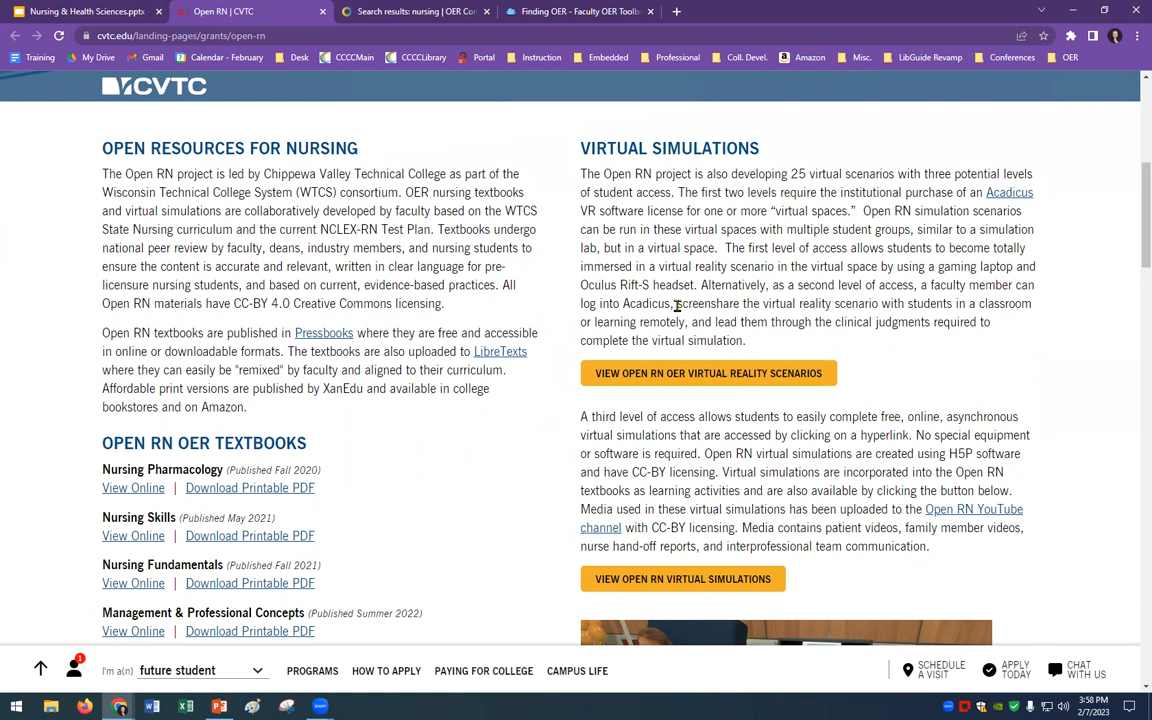 Nursing & Health Sciences.pptx
Open RN | CVTC
Search results: nursing | OER Con
Finding OER - Faculty OER Toolb
cvtc.edu/landing-pages/grants/open-rn
Training
My Drive
Gmail
Calendar - February
Desk
CCCCMain
CCCCLibrary
Portal
Instruction
Embedded
Professional
Coll. Devel.
Amazon
Misc.
LibGuide Revamp
Conferences
OER
CVTC
OPEN RESOURCES FOR NURSING
The Open RN project is led by Chippewa Valley Technical College as part of the
Wisconsin Technical College System (WTCS) consortium. OER nursing textbooks
and virtual simulations are collaboratively developed by faculty based on the WTCS
State Nursing curriculum and the current NCLEX-RN Test Plan. Textbooks undergo
national peer review by faculty, deans, industry members, and nursing students to
ensure the content is accurate and relevant, written in clear language for pre-
licensure nursing students, and based on current, evidence-based practices. All
Open RN materials have CC-BY 4.0 Creative Commons licensing.
Open RN textbooks are published in Pressbooks where they are free and accessible
in online or downloadable formats. The textbooks are also uploaded to LibreTexts
where they can easily be "remixed" by faculty and aligned to their curriculum.
Affordable print versions are published by XanEdu and available in college
bookstores and on Amazon.
OPEN RN OER TEXTBOOKS
Nursing Pharmacology (Published Fall 2020)
View Online | Download Printable PDF
Nursing Skills (Published May 2021)
View Online | Download Printable PDF
Nursing Fundamentals (Published Fall 2021)
View Online | Download Printable PDF
Management & Professional Concepts (Published Summer 2022)
View Online | Download Printable PDF
VIRTUAL SIMULATIONS
The Open RN project is also developing 25 virtual scenarios with three potential levels
of student access. The first two levels require the institutional purchase of an Acadicus
VR software license for one or more “virtual spaces.” Open RN simulation scenarios
can be run in these virtual spaces with multiple student groups, similar to a simulation
lab, but in a virtual space. The first level of access allows students to become totally
immersed in a virtual reality scenario in the virtual space by using a gaming laptop and
Oculus Rift-S headset. Alternatively, as a second level of access, a faculty member can
log into Acadicus, screenshare the virtual reality scenario with students in a classroom
or learning remotely, and lead them through the clinical judgments required to
complete the virtual simulation.
VIEW OPEN RN OER VIRTUAL REALITY SCENARIOS
A third level of access allows students to easily complete free, online, asynchronous
virtual simulations that are accessed by clicking on a hyperlink. No special equipment
or software is required. Open RN virtual simulations are created using H5P software
and have CC-BY licensing. Virtual simulations are incorporated into the Open RN
textbooks as learning activities and are also available by clicking the button below.
Media used in these virtual simulations has been uploaded to the Open RN YouTube
channel with CC-BY licensing. Media contains patient videos, family member videos,
nurse hand-off reports, and interprofessional team communication.
VIEW OPEN RN VIRTUAL SIMULATIONS
1
I'm a(n) future student
PROGRAMS
HOW TO APPLY
PAYING FOR COLLEGE
CAMPUS LIFE
SCHEDULE
A VISIT
APPLY
TODAY
CHAT
WITH US
3:58 PM
2/7/2023